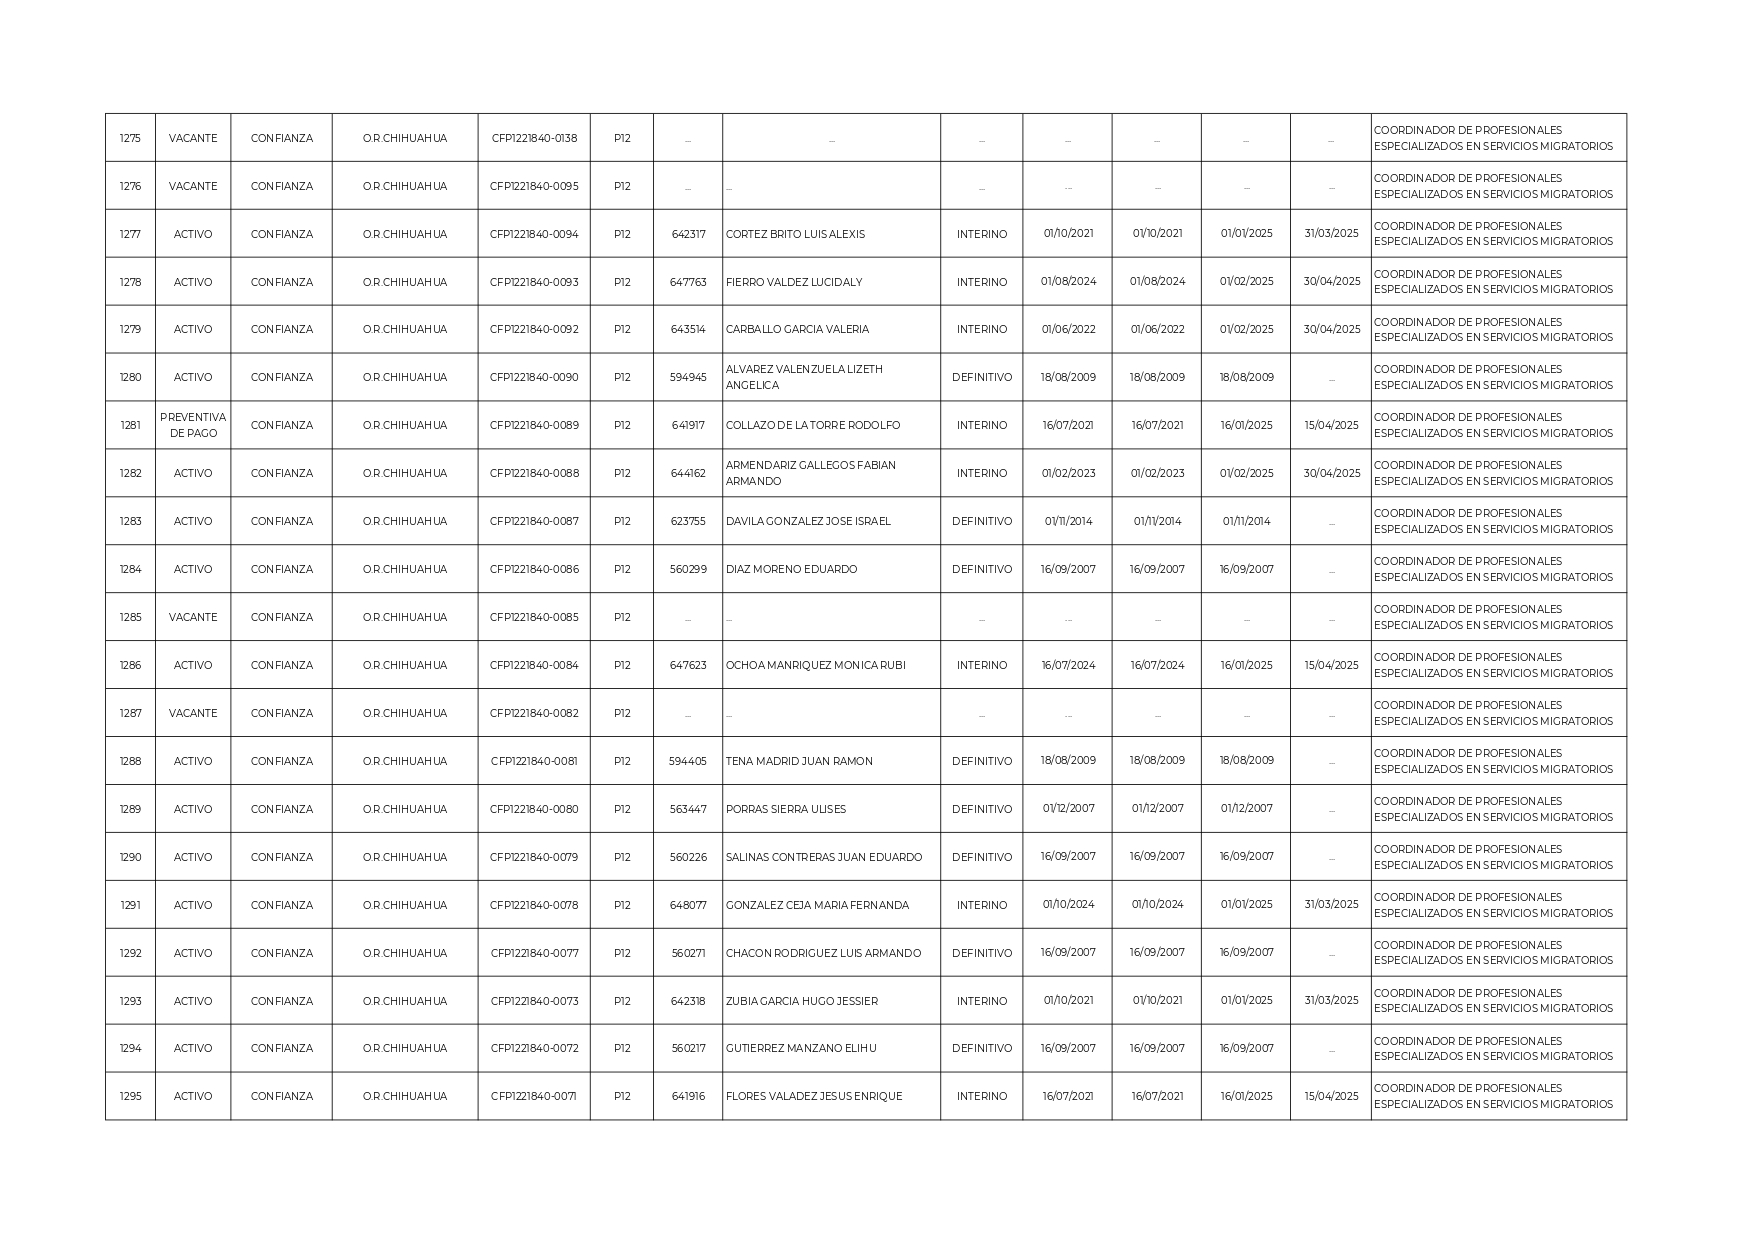 1275 VACANTE CONFIANZA O.R.CHIHUAHUA CFP1221840-0138 P12 ... ... ... ... ... ... ... COORDINADOR DE PROFESIONALES ESPECIALIZADOS EN SERVICIOS MIGRATORIOS
1276 VACANTE CONFIANZA O.R.CHIHUAHUA CFP1221840-0095 P12 ... ... ... ... ... ... ... COORDINADOR DE PROFESIONALES ESPECIALIZADOS EN SERVICIOS MIGRATORIOS
1277 ACTIVO CONFIANZA O.R.CHIHUAHUA CFP1221840-0094 P12 642317 CORTEZ BRITO LUIS ALEXIS INTERINO 01/10/2021 01/10/2021 01/01/2025 31/03/2025 COORDINADOR DE PROFESIONALES ESPECIALIZADOS EN SERVICIOS MIGRATORIOS
1278 ACTIVO CONFIANZA O.R.CHIHUAHUA CFP1221840-0093 P12 647763 FIERRO VALDEZ LUCIDALY INTERINO 01/08/2024 01/08/2024 01/02/2025 30/04/2025 COORDINADOR DE PROFESIONALES ESPECIALIZADOS EN SERVICIOS MIGRATORIOS
1279 ACTIVO CONFIANZA O.R.CHIHUAHUA CFP1221840-0092 P12 643514 CARBALLO GARCIA VALERIA INTERINO 01/06/2022 01/06/2022 01/02/2025 30/04/2025 COORDINADOR DE PROFESIONALES ESPECIALIZADOS EN SERVICIOS MIGRATORIOS
1280 ACTIVO CONFIANZA O.R.CHIHUAHUA CFP1221840-0090 P12 594945 ALVAREZ VALENZUELA LIZETH ANGELICA DEFINITIVO 18/08/2009 18/08/2009 18/08/2009 ... COORDINADOR DE PROFESIONALES ESPECIALIZADOS EN SERVICIOS MIGRATORIOS
1281 PREVENTIVA DE PAGO CONFIANZA O.R.CHIHUAHUA CFP1221840-0089 P12 641917 COLLAZO DE LA TORRE RODOLFO INTERINO 16/07/2021 16/07/2021 16/01/2025 15/04/2025 COORDINADOR DE PROFESIONALES ESPECIALIZADOS EN SERVICIOS MIGRATORIOS
1282 ACTIVO CONFIANZA O.R.CHIHUAHUA CFP1221840-0088 P12 644162 ARMENDARIZ GALLEGOS FABIAN ARMANDO INTERINO 01/02/2023 01/02/2023 01/02/2025 30/04/2025 COORDINADOR DE PROFESIONALES ESPECIALIZADOS EN SERVICIOS MIGRATORIOS
1283 ACTIVO CONFIANZA O.R.CHIHUAHUA CFP1221840-0087 P12 623755 DAVILA GONZALEZ JOSE ISRAEL DEFINITIVO 01/11/2014 01/11/2014 01/11/2014 ... COORDINADOR DE PROFESIONALES ESPECIALIZADOS EN SERVICIOS MIGRATORIOS
1284 ACTIVO CONFIANZA O.R.CHIHUAHUA CFP1221840-0086 P12 560299 DIAZ MORENO EDUARDO DEFINITIVO 16/09/2007 16/09/2007 16/09/2007 ... COORDINADOR DE PROFESIONALES ESPECIALIZADOS EN SERVICIOS MIGRATORIOS
1285 VACANTE CONFIANZA O.R.CHIHUAHUA CFP1221840-0085 P12 ... ... ... ... ... ... ... COORDINADOR DE PROFESIONALES ESPECIALIZADOS EN SERVICIOS MIGRATORIOS
1286 ACTIVO CONFIANZA O.R.CHIHUAHUA CFP1221840-0084 P12 647623 OCHOA MANRIQUEZ MONICA RUBI INTERINO 16/07/2024 16/07/2024 16/01/2025 15/04/2025 COORDINADOR DE PROFESIONALES ESPECIALIZADOS EN SERVICIOS MIGRATORIOS
1287 VACANTE CONFIANZA O.R.CHIHUAHUA CFP1221840-0082 P12 ... ... ... ... ... ... ... COORDINADOR DE PROFESIONALES ESPECIALIZADOS EN SERVICIOS MIGRATORIOS
1288 ACTIVO CONFIANZA O.R.CHIHUAHUA CFP1221840-0081 P12 594405 TENA MADRID JUAN RAMON DEFINITIVO 18/08/2009 18/08/2009 18/08/2009 ... COORDINADOR DE PROFESIONALES ESPECIALIZADOS EN SERVICIOS MIGRATORIOS
1289 ACTIVO CONFIANZA O.R.CHIHUAHUA CFP1221840-0080 P12 563447 PORRAS SIERRA ULISES DEFINITIVO 01/12/2007 01/12/2007 01/12/2007 ... COORDINADOR DE PROFESIONALES ESPECIALIZADOS EN SERVICIOS MIGRATORIOS
1290 ACTIVO CONFIANZA O.R.CHIHUAHUA CFP1221840-0079 P12 560226 SALINAS CONTRERAS JUAN EDUARDO DEFINITIVO 16/09/2007 16/09/2007 16/09/2007 ... COORDINADOR DE PROFESIONALES ESPECIALIZADOS EN SERVICIOS MIGRATORIOS
1291 ACTIVO CONFIANZA O.R.CHIHUAHUA CFP1221840-0078 P12 648077 GONZALEZ CEJA MARIA FERNANDA INTERINO 01/10/2024 01/10/2024 01/01/2025 31/03/2025 COORDINADOR DE PROFESIONALES ESPECIALIZADOS EN SERVICIOS MIGRATORIOS
1292 ACTIVO CONFIANZA O.R.CHIHUAHUA CFP1221840-0077 P12 560271 CHACON RODRIGUEZ LUIS ARMANDO DEFINITIVO 16/09/2007 16/09/2007 16/09/2007 ... COORDINADOR DE PROFESIONALES ESPECIALIZADOS EN SERVICIOS MIGRATORIOS
1293 ACTIVO CONFIANZA O.R.CHIHUAHUA CFP1221840-0073 P12 642318 ZUBIA GARCIA HUGO JESSIER INTERINO 01/10/2021 01/10/2021 01/01/2025 31/03/2025 COORDINADOR DE PROFESIONALES ESPECIALIZADOS EN SERVICIOS MIGRATORIOS
1294 ACTIVO CONFIANZA O.R.CHIHUAHUA CFP1221840-0072 P12 560217 GUTIERREZ MANZANO ELIHU DEFINITIVO 16/09/2007 16/09/2007 16/09/2007 ... COORDINADOR DE PROFESIONALES ESPECIALIZADOS EN SERVICIOS MIGRATORIOS
1295 ACTIVO CONFIANZA O.R.CHIHUAHUA CFP1221840-0071 P12 641916 FLORES VALADEZ JESUS ENRIQUE INTERINO 16/07/2021 16/07/2021 16/01/2025 15/04/2025 COORDINADOR DE PROFESIONALES ESPECIALIZADOS EN SERVICIOS MIGRATORIOS